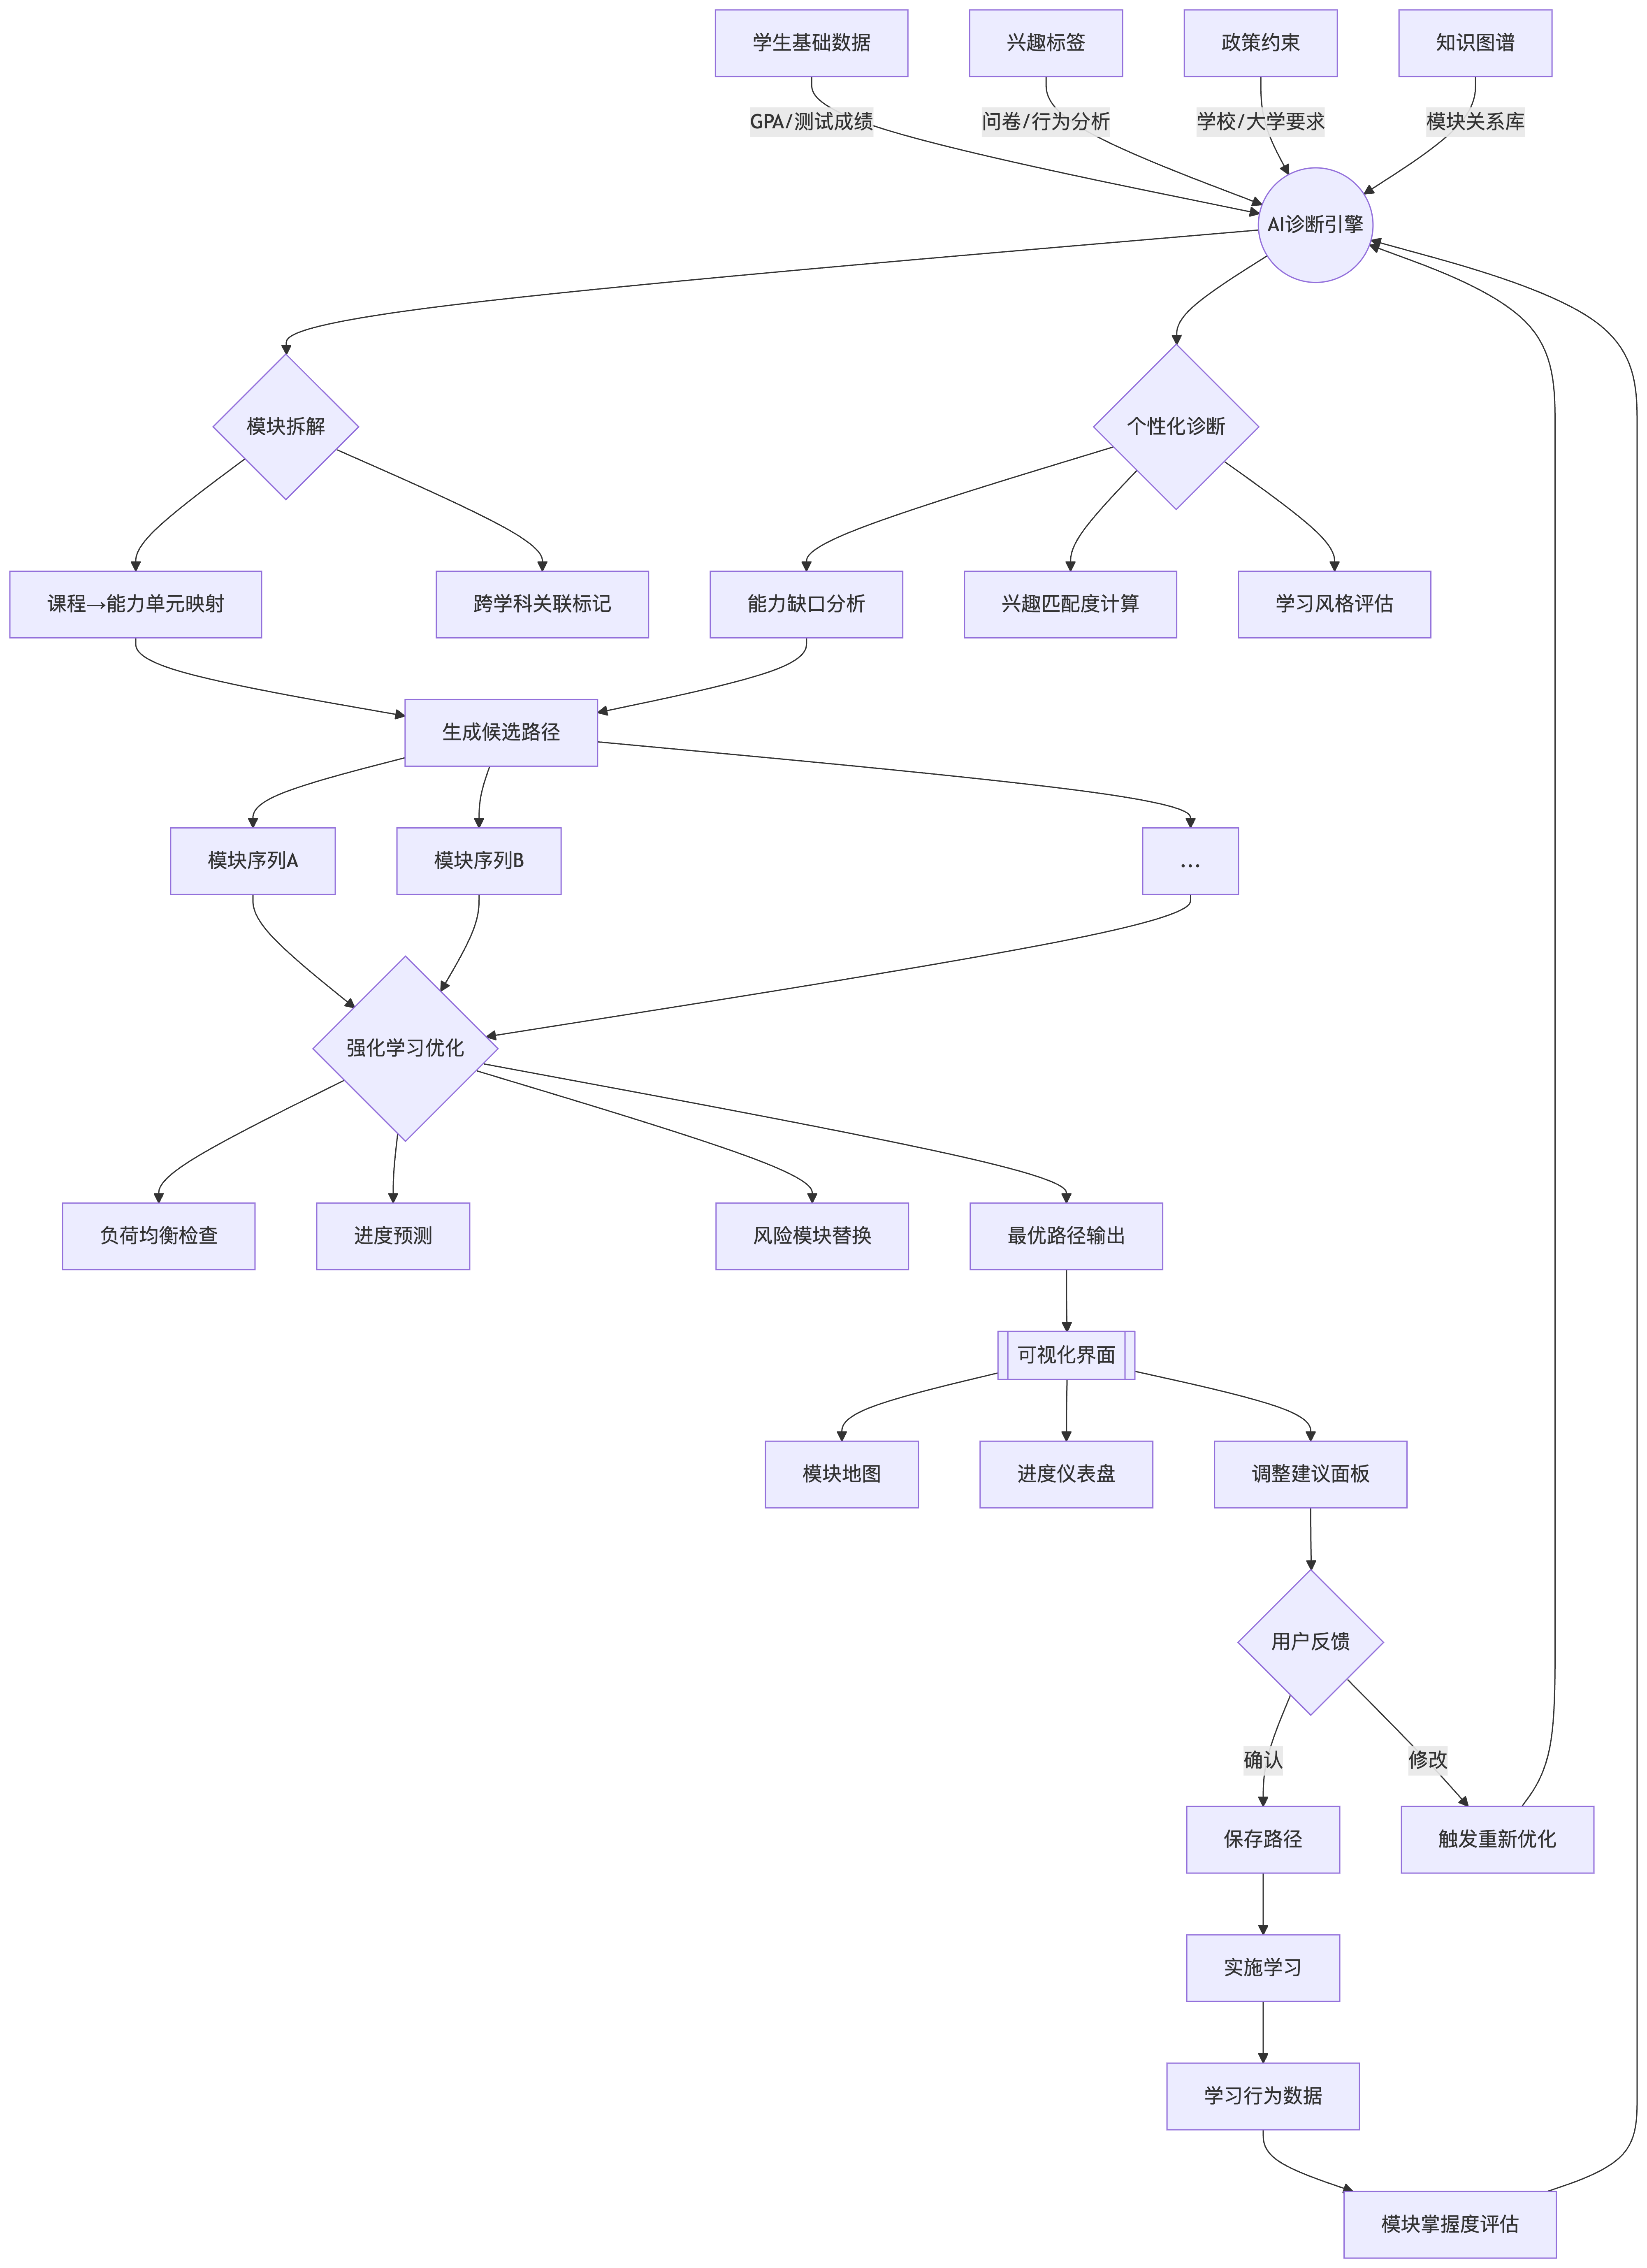 学生基础数据
兴趣标签
政策约束
知识图谱
GPA/测试成绩
问卷/行为分析
学校/大学要求
模块关系库
AI诊断引擎
模块拆解
个性化诊断
课程→能力单元映射
跨学科关联标记
能力缺口分析
兴趣匹配度计算
学习风格评估
生成候选路径
模块序列A
模块序列B
...
强化学习优化
负荷均衡检查
进度预测
风险模块替换
最优路径输出
可视化界面
模块地图
进度仪表盘
调整建议面板
用户反馈
确认
修改
保存路径
触发重新优化
实施学习
学习行为数据
模块掌握度评估